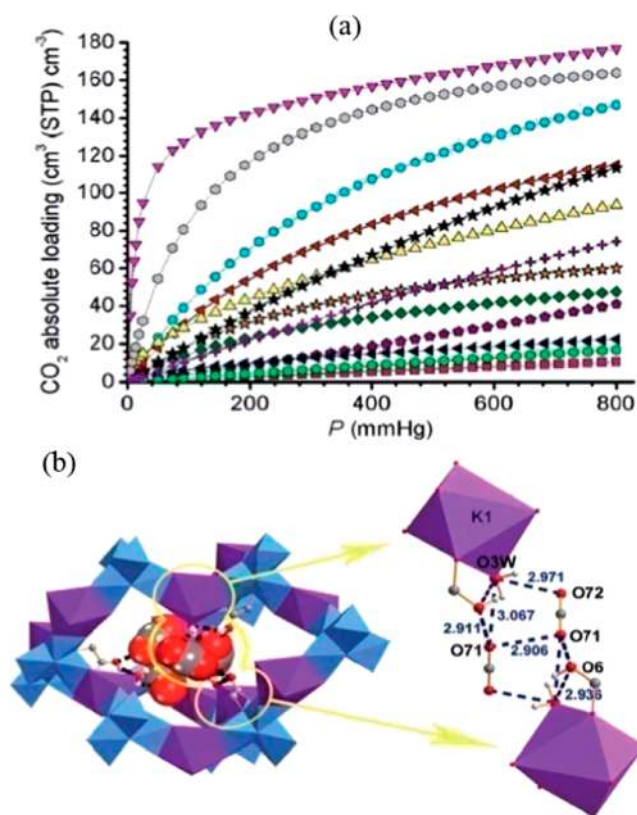 (a)
CO₂ absolute loading (cm³ (STP) cm⁻³)
180
160
140
120
100
80
60
40
20
0
0 200 400 600 800
P (mmHg)
(b)
K1
O3W
2.971
O72
3.067
2.911
O71
O71
2.906
O6
2.936